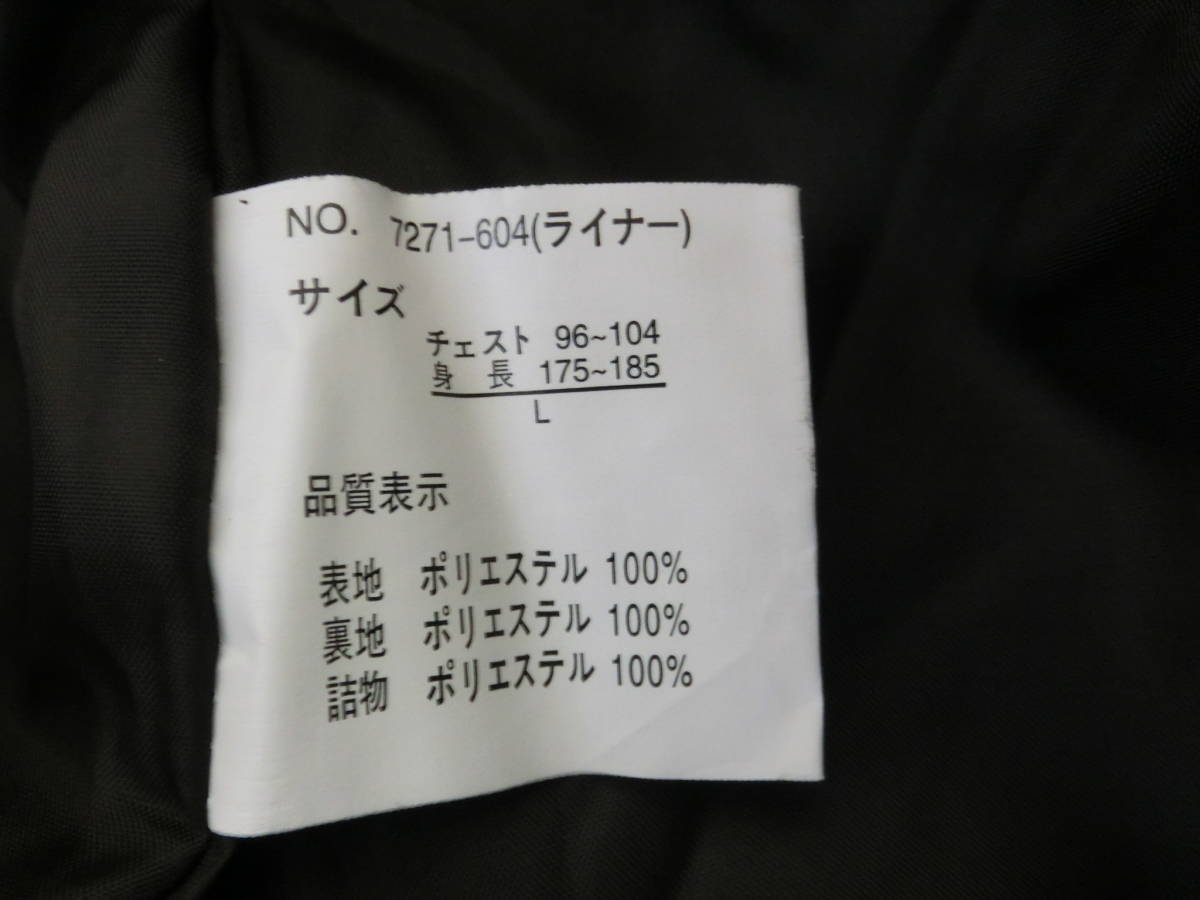 NO. 7271-604(ライナー)
サイズ
チェスト 96~104
身 長 175~185
L
品質表示
表地 ポリエステル 100%
裏地 ポリエステル 100%
詰物 ポリエステル 100%